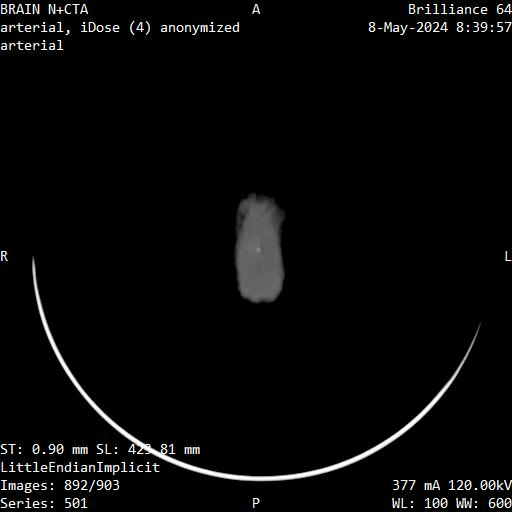 BRAIN N+CTA
arterial, iDose (4) anonymized
arterial
A
Brilliance 64
8-May-2024 8:39:57
R
L
ST: 0.90 mm SL: 423.81 mm
LittleEndianImplicit
Images: 892/903
Series: 501
P
377 mA 120.00kV
WL: 100 WW: 600